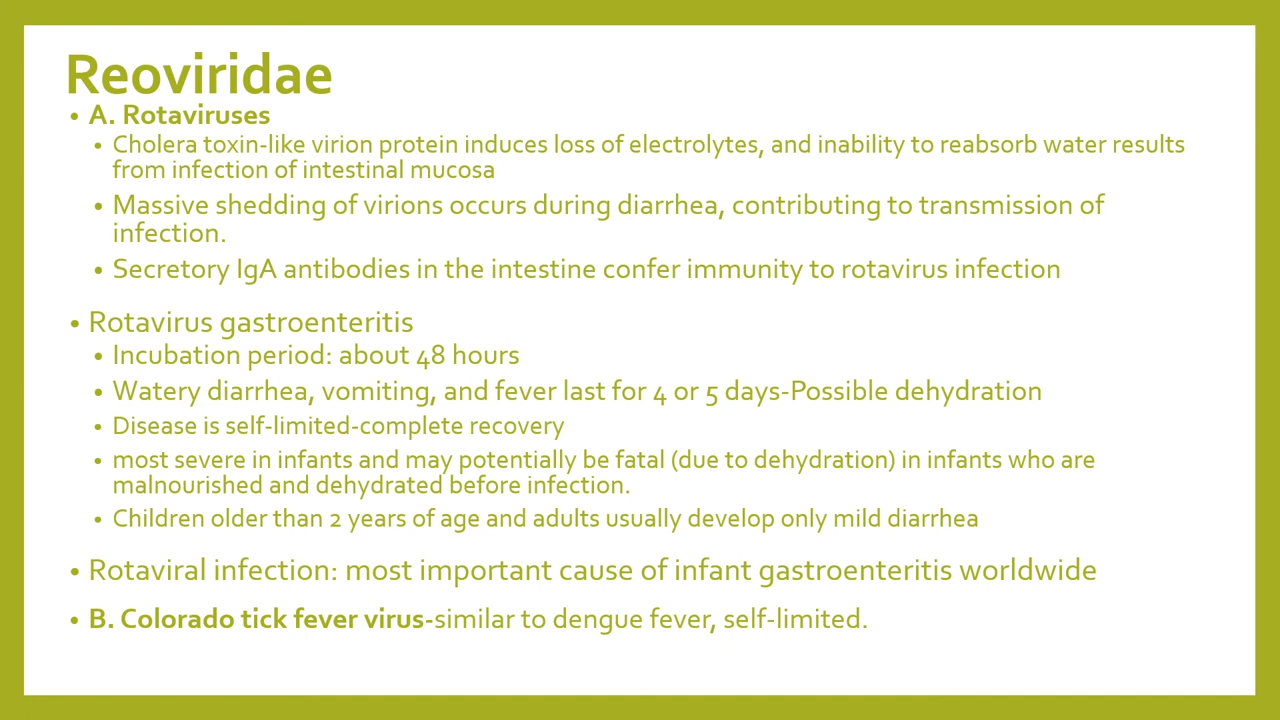 Reoviridae
• A. Rotaviruses
• Cholera toxin-like virion protein induces loss of electrolytes, and inability to reabsorb water results
from infection of intestinal mucosa
• Massive shedding of virions occurs during diarrhea, contributing to transmission of
infection.
• Secretory IgA antibodies in the intestine confer immunity to rotavirus infection
• Rotavirus gastroenteritis
• Incubation period: about 48 hours
• Watery diarrhea, vomiting, and fever last for 4 or 5 days-Possible dehydration
• Disease is self-limited-complete recovery
• most severe in infants and may potentially be fatal (due to dehydration) in infants who are
malnourished and dehydrated before infection.
• Children older than 2 years of age and adults usually develop only mild diarrhea
• Rotaviral infection: most important cause of infant gastroenteritis worldwide
• B. Colorado tick fever virus-similar to dengue fever, self-limited.